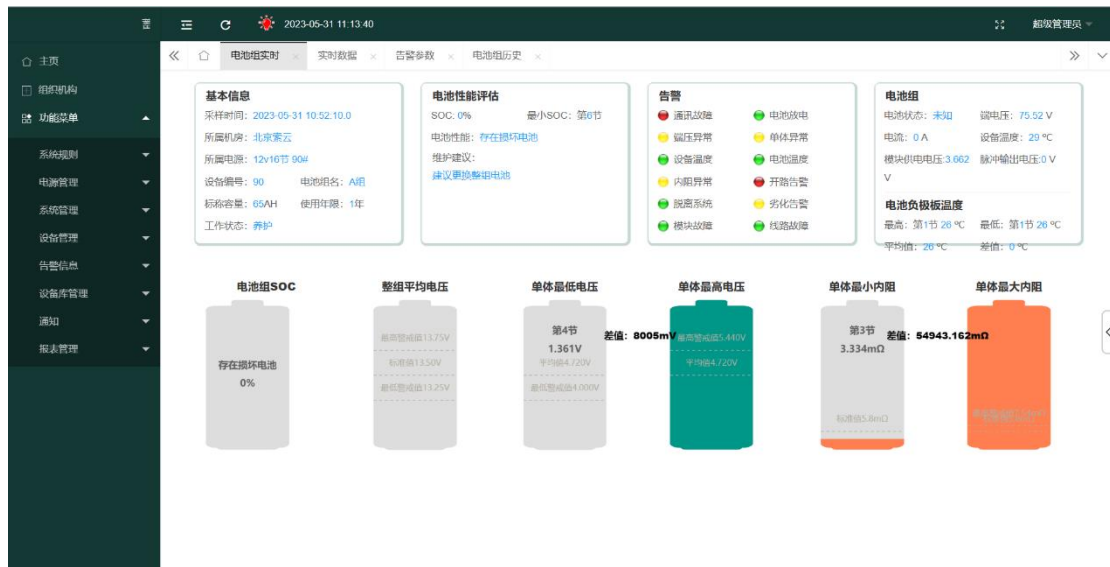 2023-05-31 11:13:40
超级管理员
主页
组织机构
功能菜单
系统规则
电源管理
系统管理
设备管理
告警信息
设备库管理
通知
报表管理
电池组实时 × 实时数据 × 告警参数 × 电池组历史 ×
基本信息
采样时间：2023-05-31 10:52:10.0
所属机房：北京索云
所属电源：12v16节 90#
设备编号：90 电池组名：A组
标称容量：65AH 使用年限：1年
工作状态：养护
电池性能评估
SOC: 0% 最小SOC：第6节
电池性能：存在损坏电池
维护建议：
建议更换整组电池
告警
通讯故障 电池放电
端压异常 单体异常
设备温度 电池温度
内阻异常 开路告警
脱离系统 劣化告警
模块故障 线路故障
电池组
电池状态：未知 端电压：75.52 V
电流：0 A 设备温度：29 ℃
模块供电电压:3.662 脉冲输出电压:0 V
V
电池负极板温度
最高：第1节 26 ℃ 最低：第1节 26 ℃
平均值：26 ℃ 差值：0 ℃
电池组SOC
存在损坏电池
0%
整组平均电压
最高警戒值13.75V
标准值13.50V
最低警戒值13.25V
单体最低电压
第4节
1.361V
平均值4.720V
最低警戒值4.000V
差值：8005mV
单体最高电压
最高警戒值5.440V
平均值4.720V
单体最小内阻
第3节
3.334mΩ
标准值5.8mΩ
差值：54943.162mΩ
单体最大内阻